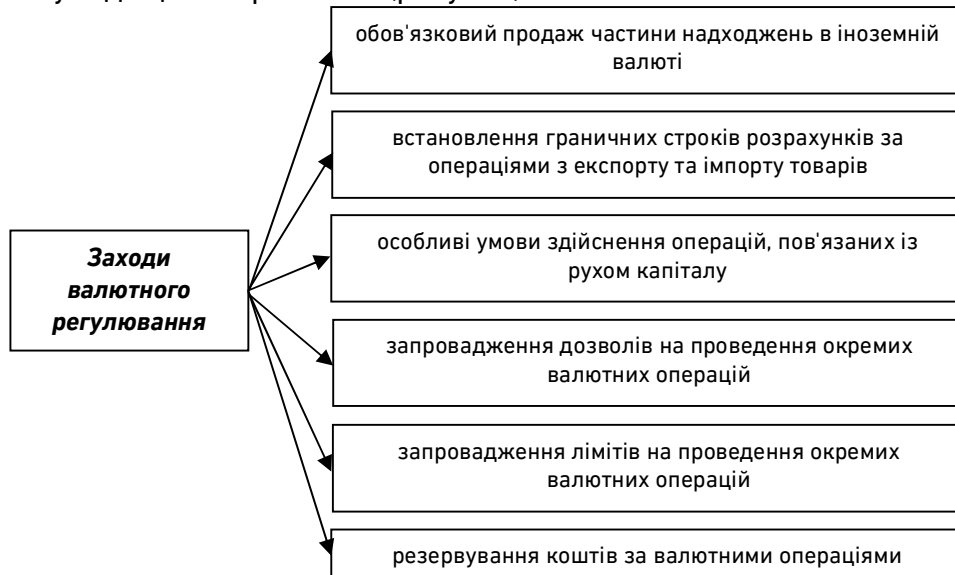 обов'язковий продаж частини надходжень в іноземній
валюті
встановлення граничних строків розрахунків за
операціями з експорту та імпорту товарів
особливі умови здійснення операцій, пов'язаних із
рухом капіталу
Заходи
валютного
регулювання
запровадження дозволів на проведення окремих
валютних операцій
запровадження лімітів на проведення окремих
валютних операцій
резервування коштів за валютними операціями